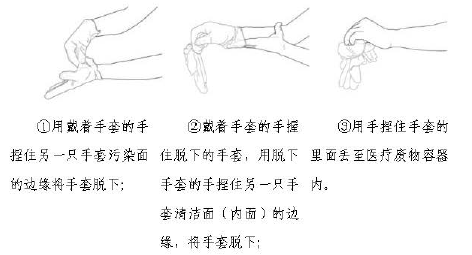 ①用戴着手套的手
捏住另一只手套污染面
的边缘将手套脱下;
②戴着手套的手握
住脱下的手套，用脱下
手套的手捏住另一只手
套清洁面（内面）的边
缘，将手套脱下;
③用手捏住手套的
里面丢至医疗废物容器
内。